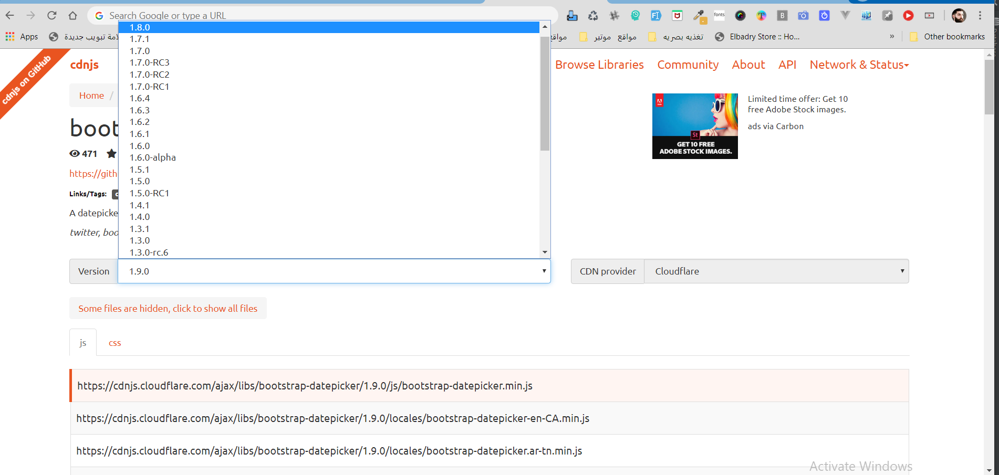 Search Google or type a URL
fonts
Apps
لامة تبويب جديدة
مواقع
مواقع موتير
تغذيه بصريه
Elbadry Store :: Ho...
»
Other bookmarks
cdnjs on GitHub
cdnjs
Browse Libraries
Community
About
API
Network & Status
Home /
boot
471
https://gith
Links/Tags:
A datepicke
twitter, boo
1.8.0
1.7.1
1.7.0
1.7.0-RC3
1.7.0-RC2
1.7.0-RC1
1.6.4
1.6.3
1.6.2
1.6.1
1.6.0
1.6.0-alpha
1.5.1
1.5.0
1.5.0-RC1
1.4.1
1.4.0
1.3.1
1.3.0
1.3.0-rc.6
Adobe
St
GET 10 FREE
ADOBE STOCK IMAGES.
Limited time offer: Get 10
free Adobe Stock images.
ads via Carbon
Version
1.9.0
CDN provider
Cloudflare
Some files are hidden, click to show all files
js
css
https://cdnjs.cloudflare.com/ajax/libs/bootstrap-datepicker/1.9.0/js/bootstrap-datepicker.min.js
https://cdnjs.cloudflare.com/ajax/libs/bootstrap-datepicker/1.9.0/locales/bootstrap-datepicker-en-CA.min.js
https://cdnjs.cloudflare.com/ajax/libs/bootstrap-datepicker/1.9.0/locales/bootstrap-datepicker.ar-tn.min.js
Activate Windows